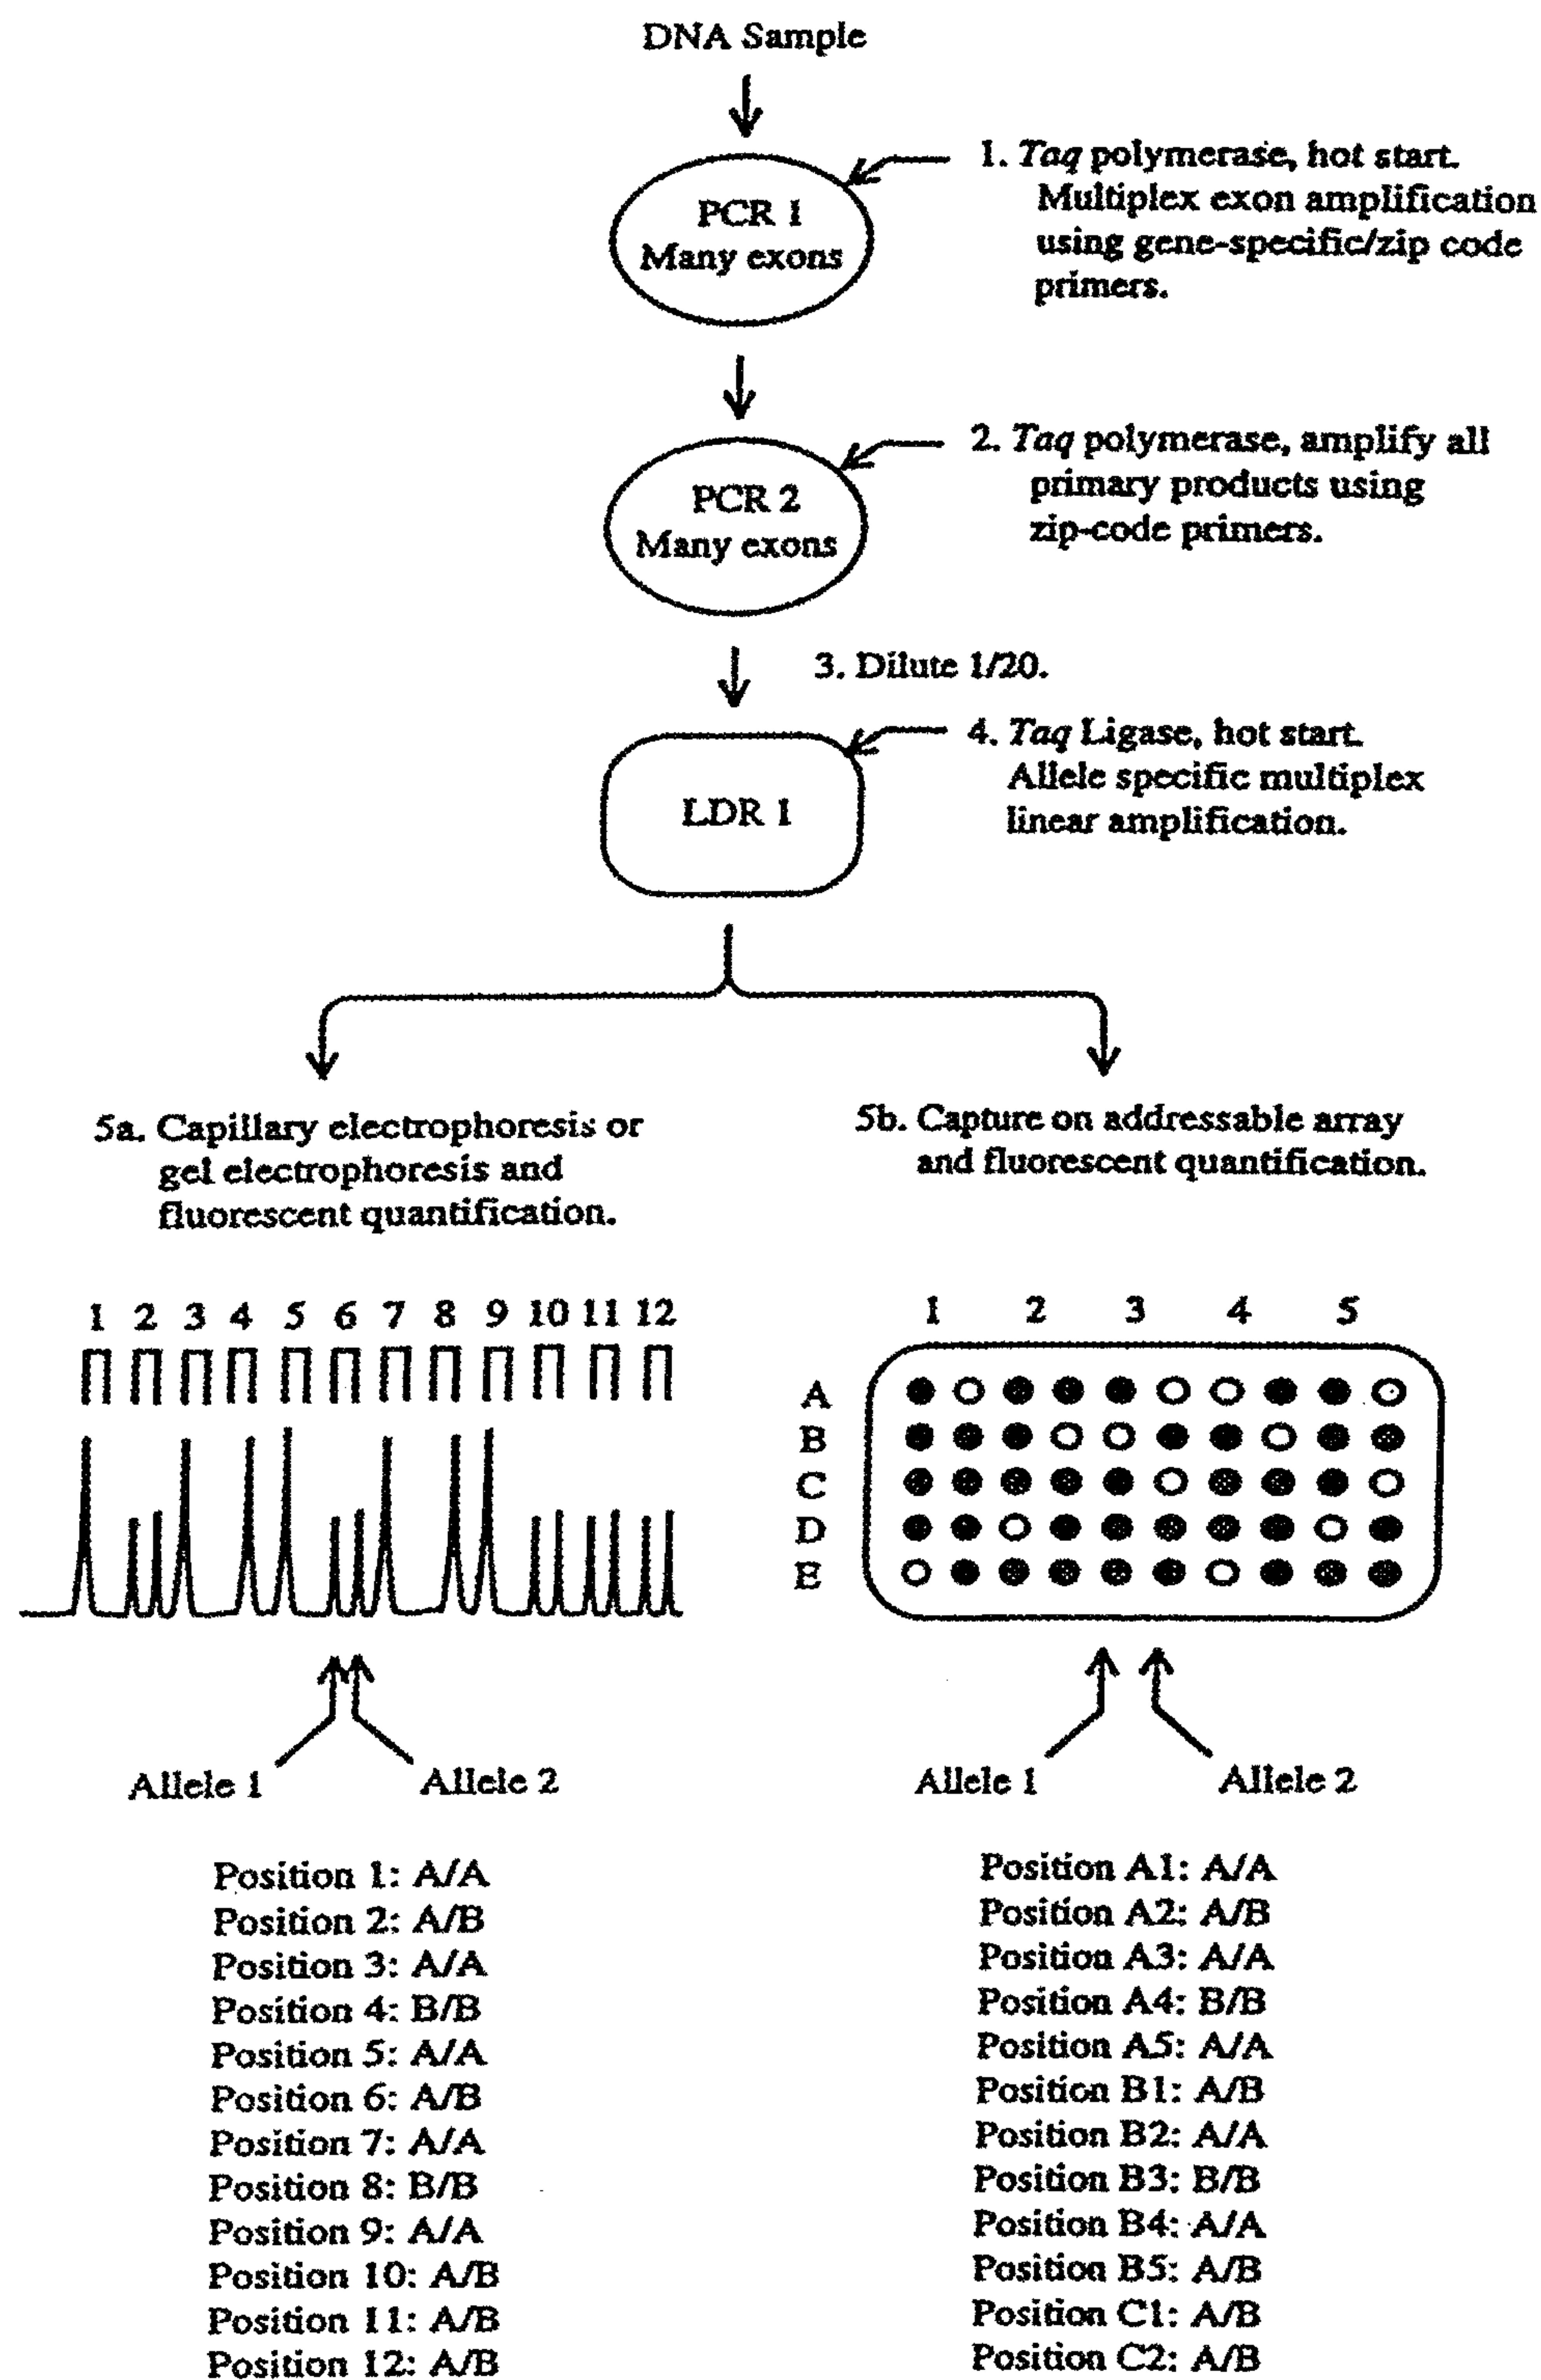 DNA Sample
1. Taq polymerase, hot start.
Multiplex exon amplification
using gene-specific/zip code
primers.
PCR 1
Many exons
2. Taq polymerase, amplify all
primary products using
zip-code primers.
PCR 2
Many exons
3. Dilute 1/20.
4. Taq Ligase, hot start.
Allele specific multiplex
linear amplification.
LDR 1
5a. Capillary electrophoresis or
gel electrophoresis and
fluorescent quantification.
5b. Capture on addressable array
and fluorescent quantification.
1 2 3 4 5 6 7 8 9 10 11 12
1 2 3 4 5
A
B
C
D
E
Allele 1 Allele 2
Allele 1 Allele 2
Position 1: A/A
Position 2: A/B
Position 3: A/A
Position 4: B/B
Position 5: A/A
Position 6: A/B
Position 7: A/A
Position 8: B/B
Position 9: A/A
Position 10: A/B
Position 11: A/B
Position 12: A/B
Position A1: A/A
Position A2: A/B
Position A3: A/A
Position A4: B/B
Position A5: A/A
Position B1: A/B
Position B2: A/A
Position B3: B/B
Position B4: A/A
Position B5: A/B
Position C1: A/B
Position C2: A/B